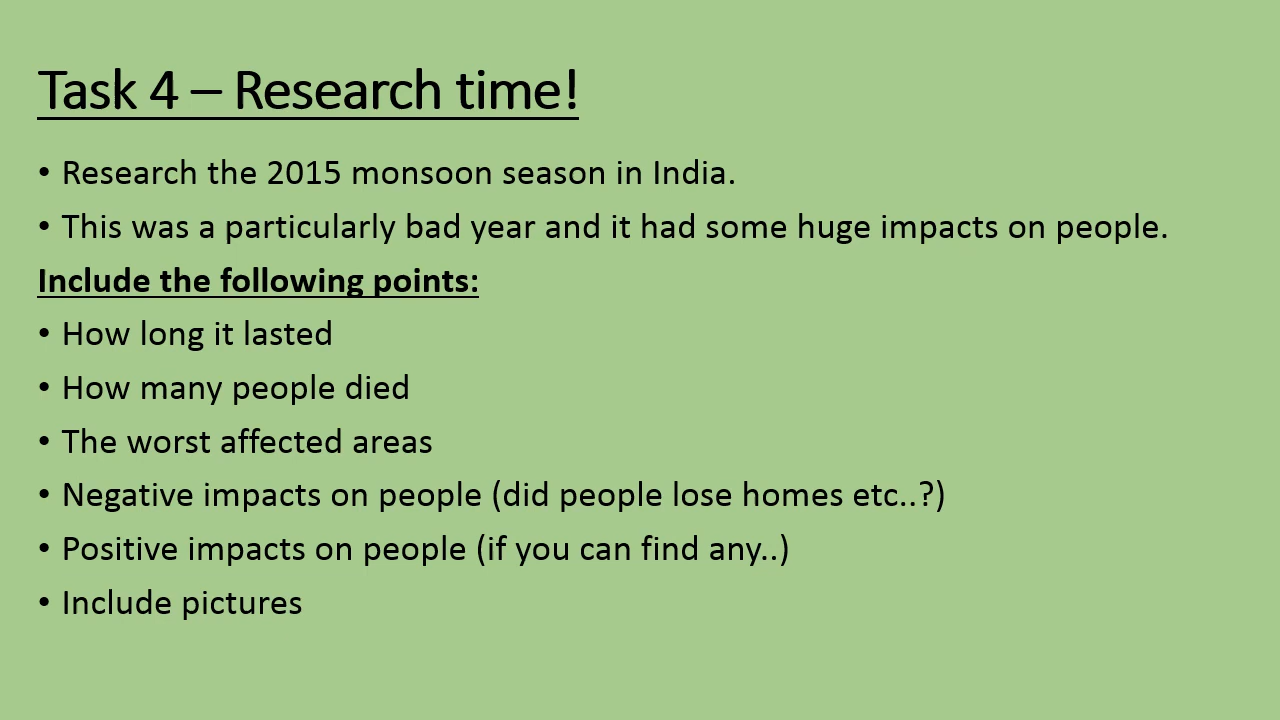 Task 4 – Research time!
• Research the 2015 monsoon season in India.
• This was a particularly bad year and it had some huge impacts on people.
Include the following points:
• How long it lasted
• How many people died
• The worst affected areas
• Negative impacts on people (did people lose homes etc..?)
• Positive impacts on people (if you can find any..)
• Include pictures